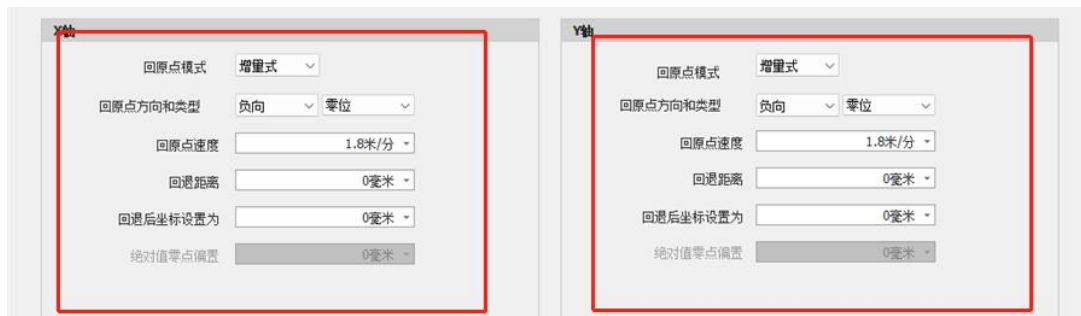 X轴
回原点模式 增量式
回原点方向和类型 负向 零位
回原点速度 1.8米/分
回退距离 0毫米
回退后坐标设置为 0毫米
绝对值零点偏置 0毫米
Y轴
回原点模式 增量式
回原点方向和类型 负向 零位
回原点速度 1.8米/分
回退距离 0毫米
回退后坐标设置为 0毫米
绝对值零点偏置 0毫米